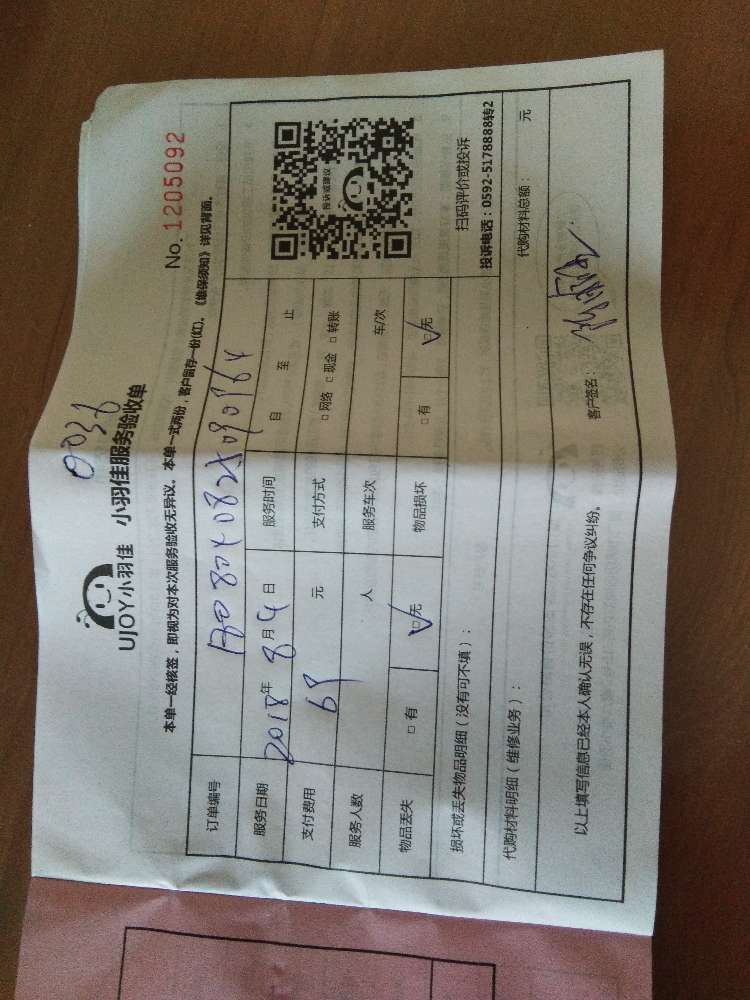 0036
UJOY小羽佳 小羽佳服务验收单
No. 1205092
本单一经核签，即视为对本次服务验收无异议。本单一式两份，客户留存一份(红)。《维保须知》详见背面。
订单编号
服务日期 2018年 8月 4日 服务时间 自 至 止
支付费用 69 元 支付方式 □网络 □现金 □转账
服务人数 人 服务车次 车/次
物品丢失 □有 ☑无 物品损坏 □有 ☑无
投诉或建议
扫码评价或投诉
投诉电话：0592-5178888转2
损坏或丢失物品明细（没有可不填）：
代购材料明细（维修业务）： 代购材料总额： 元
以上填写信息已经本人确认无误，不存在任何争议纠纷。 客户签名：